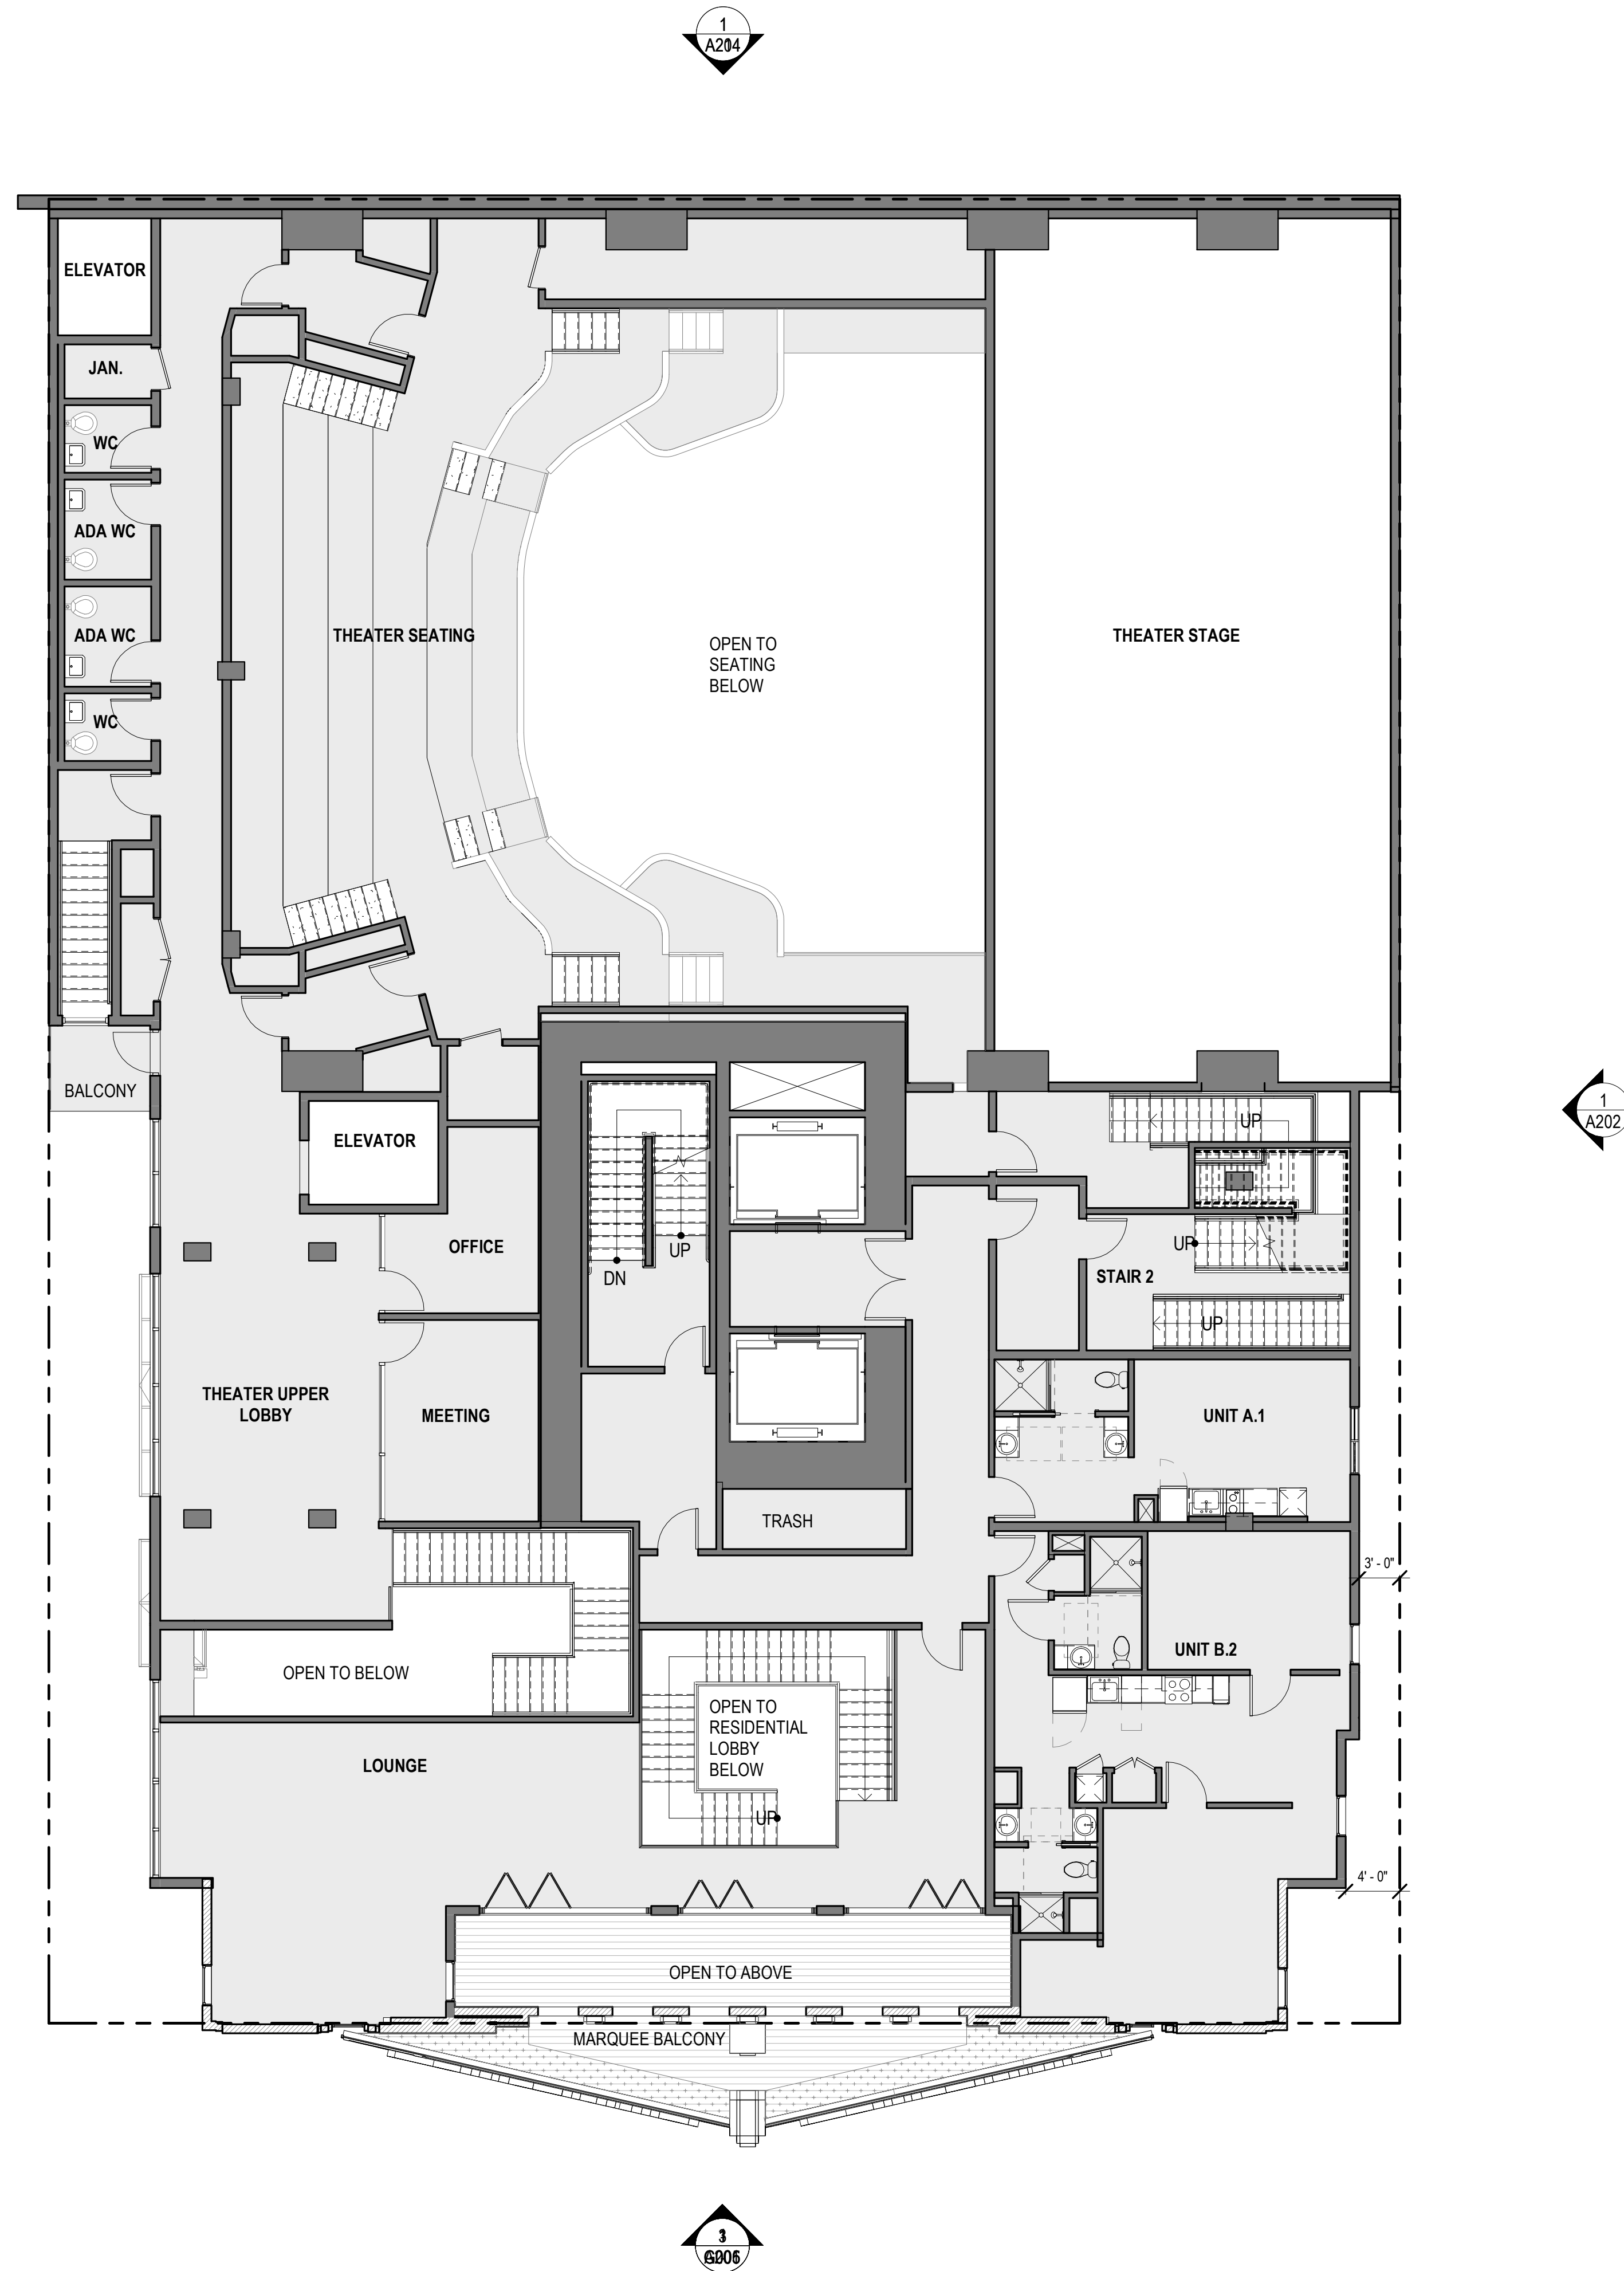 1
A204
ELEVATOR
JAN.
WC
ADA WC
ADA WC
WC
THEATER SEATING
OPEN TO
SEATING
BELOW
THEATER STAGE
BALCONY
ELEVATOR
UP
1
A202
OFFICE
DN
UP
UP
STAIR 2
UP
THEATER UPPER
LOBBY
MEETING
UNIT A.1
TRASH
3' - 0"
UNIT B.2
OPEN TO BELOW
OPEN TO
RESIDENTIAL
LOBBY
BELOW
LOUNGE
UP
4' - 0"
OPEN TO ABOVE
MARQUEE BALCONY